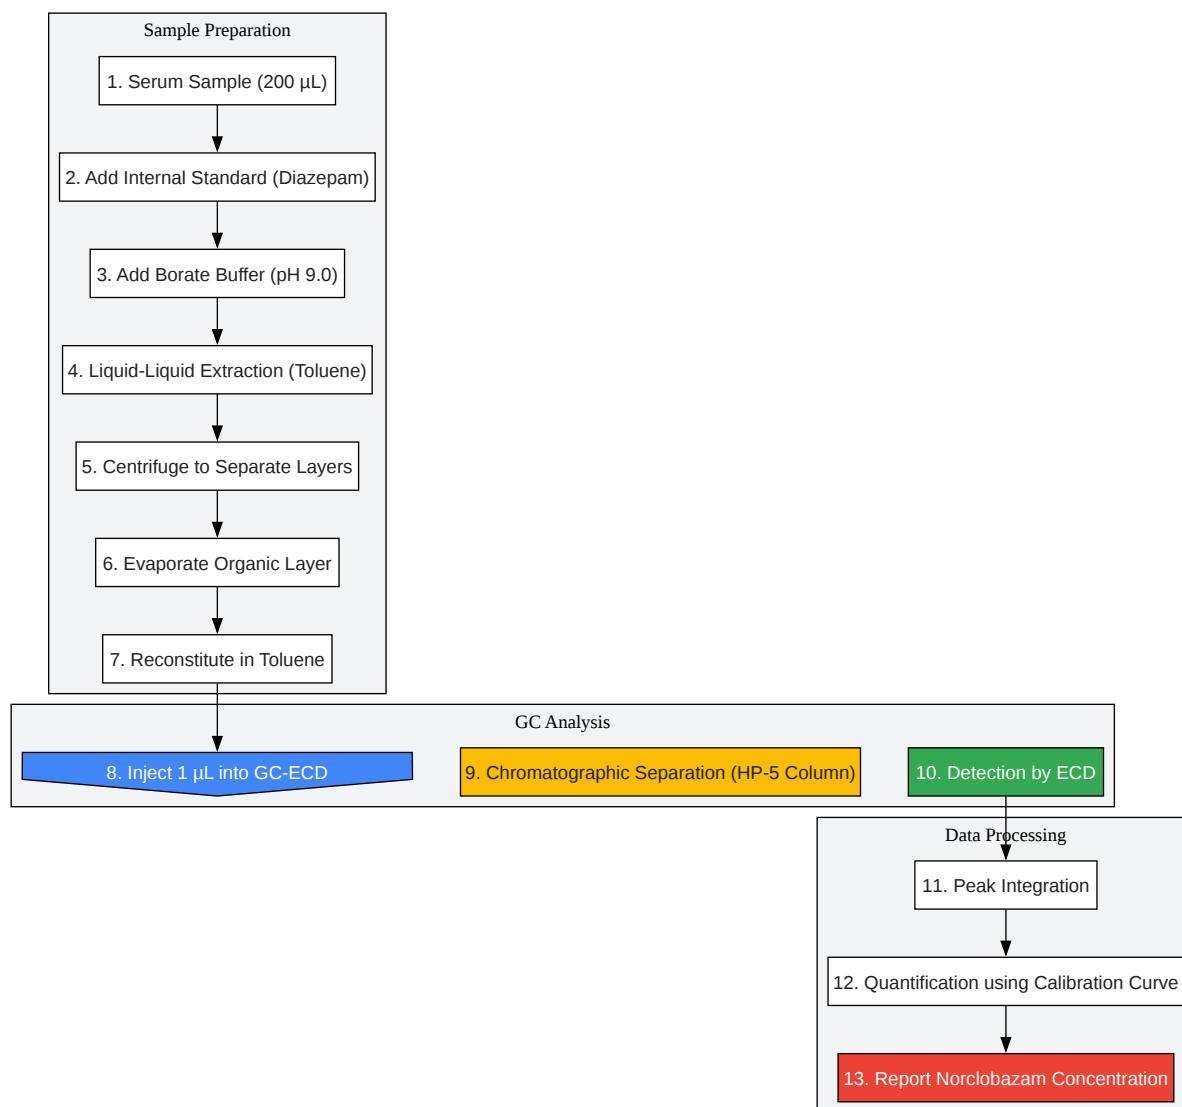 Sample Preparation
1. Serum Sample (200 µL)
2. Add Internal Standard (Diazepam)
3. Add Borate Buffer (pH 9.0)
4. Liquid-Liquid Extraction (Toluene)
5. Centrifuge to Separate Layers
6. Evaporate Organic Layer
7. Reconstitute in Toluene
GC Analysis
8. Inject 1 µL into GC-ECD
9. Chromatographic Separation (HP-5 Column)
10. Detection by ECD
Data Processing
11. Peak Integration
12. Quantification using Calibration Curve
13. Report Norclobazam Concentration